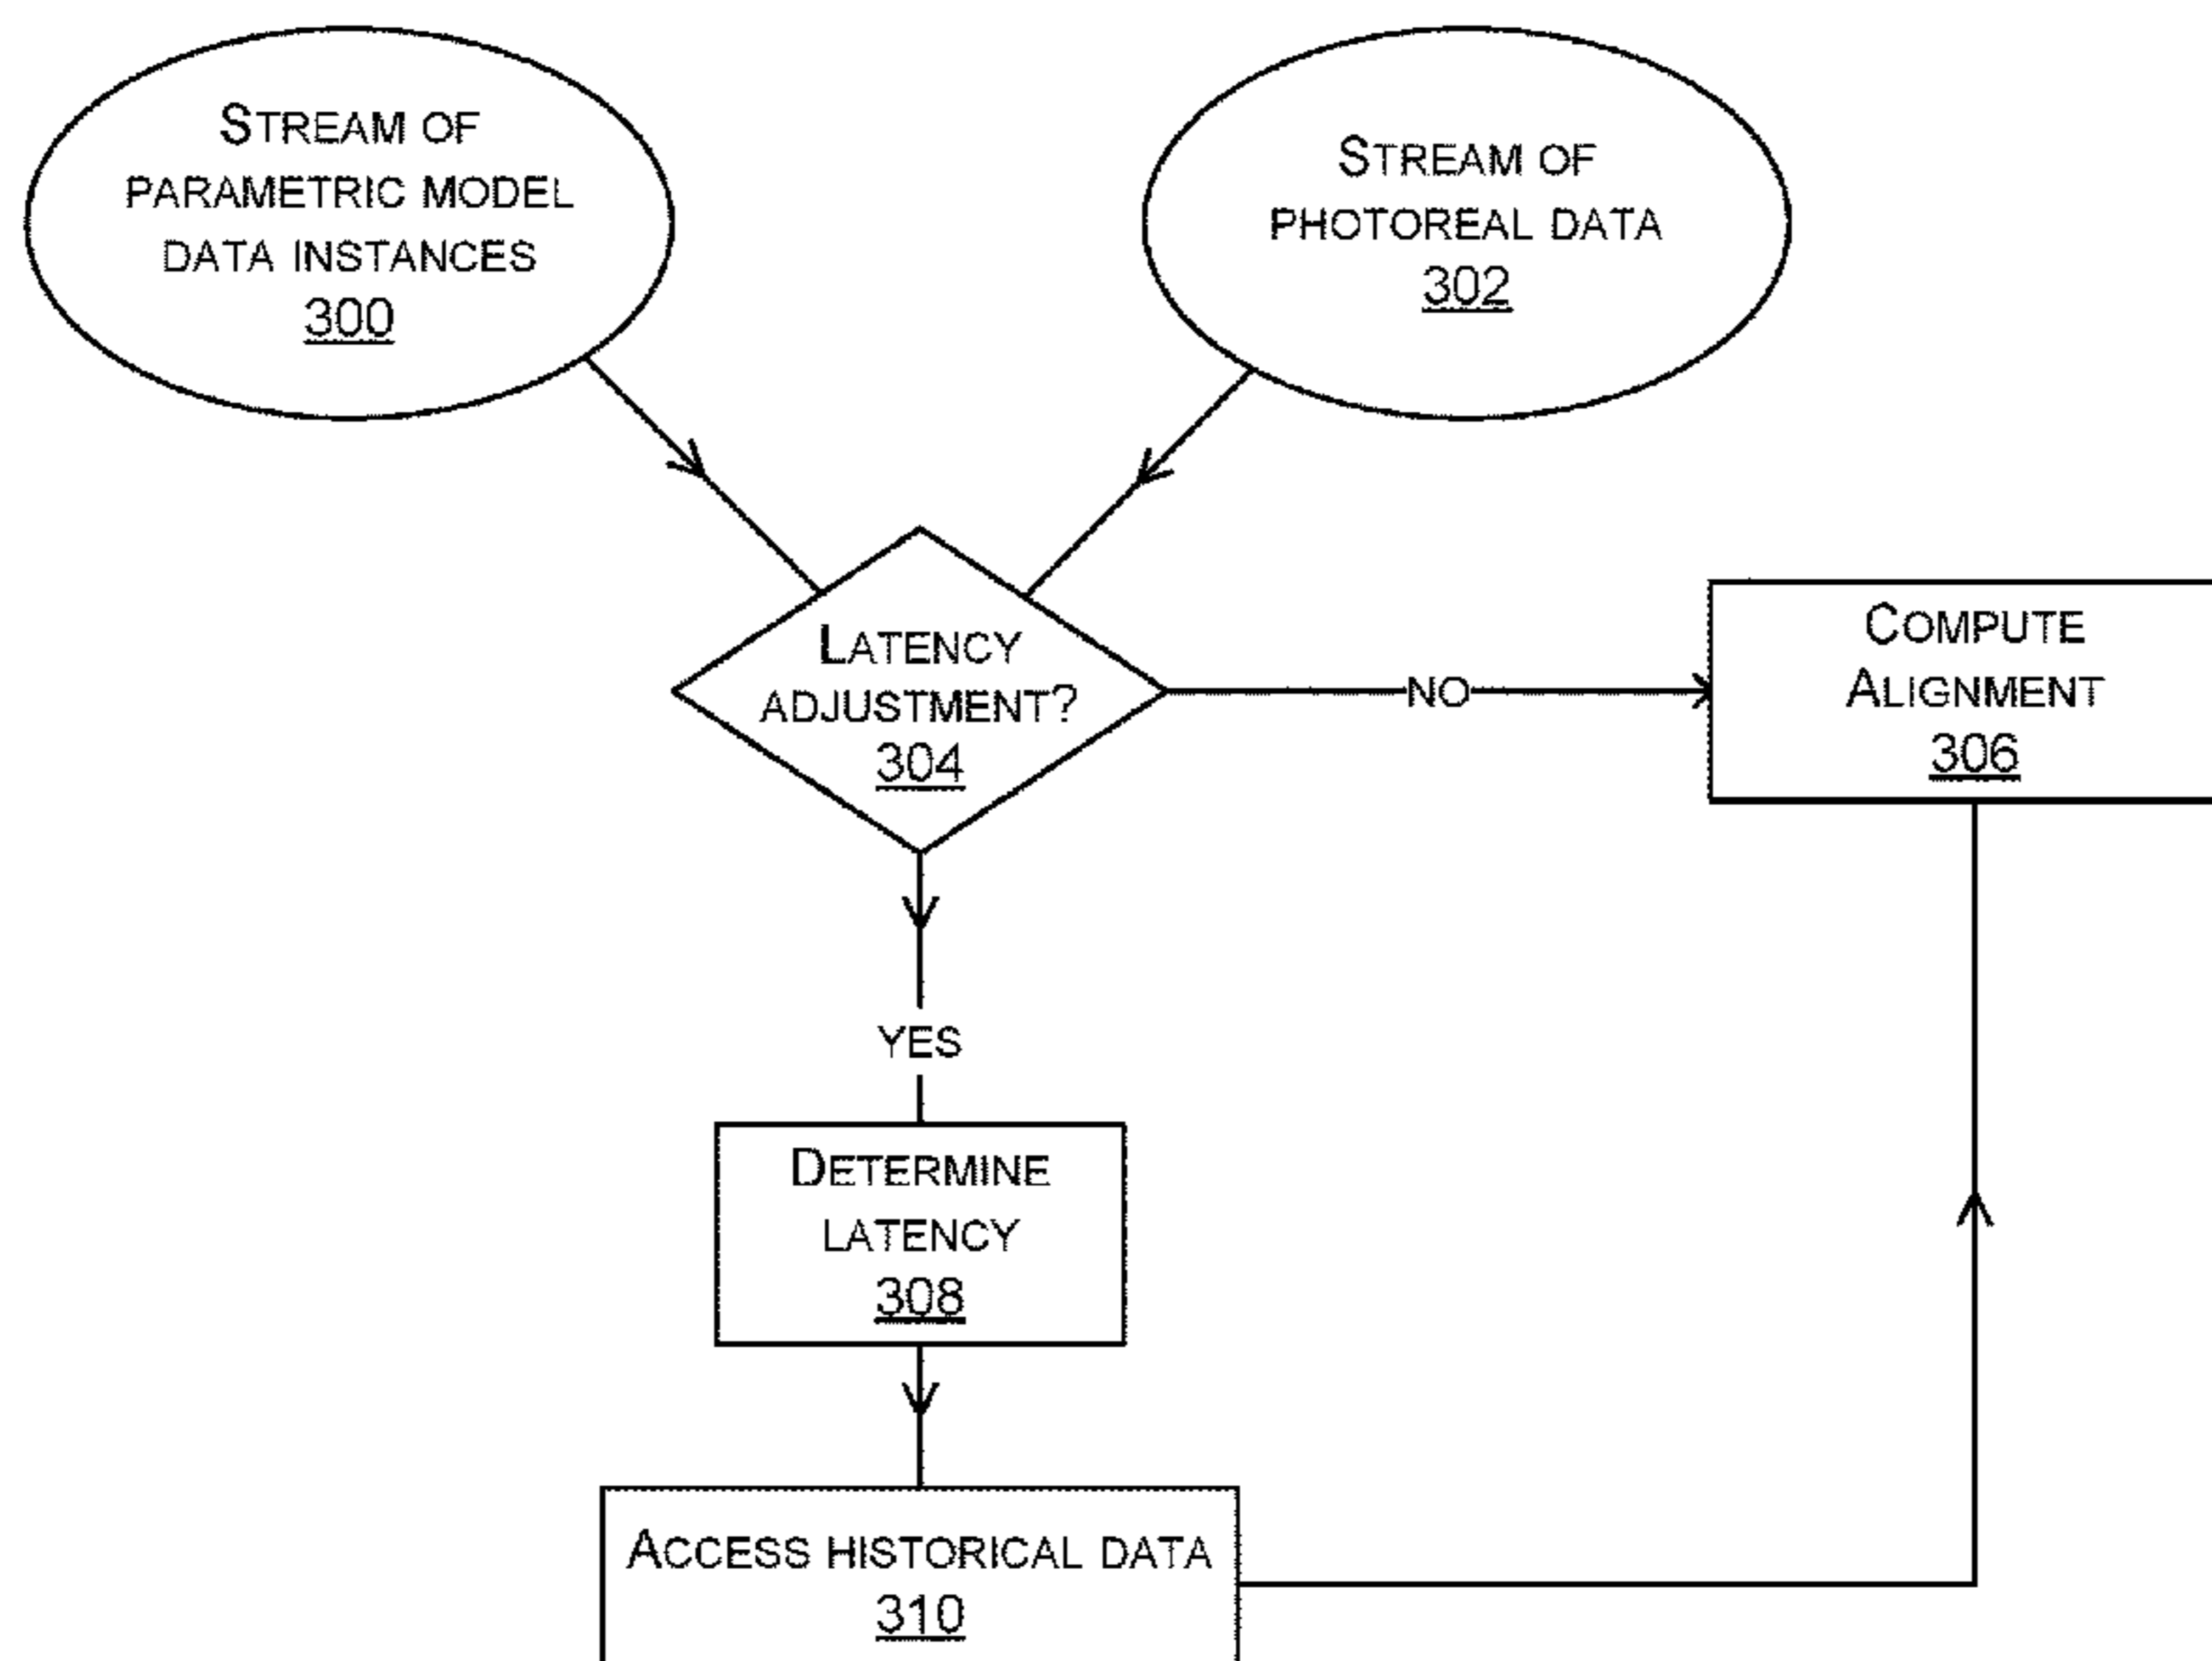 STREAM OF
PARAMETRIC MODEL
DATA INSTANCES
300
STREAM OF
PHOTOREAL DATA
302
LATENCY
ADJUSTMENT?
304
NO
COMPUTE
ALIGNMENT
306
YES
DETERMINE
LATENCY
308
ACCESS HISTORICAL DATA
310